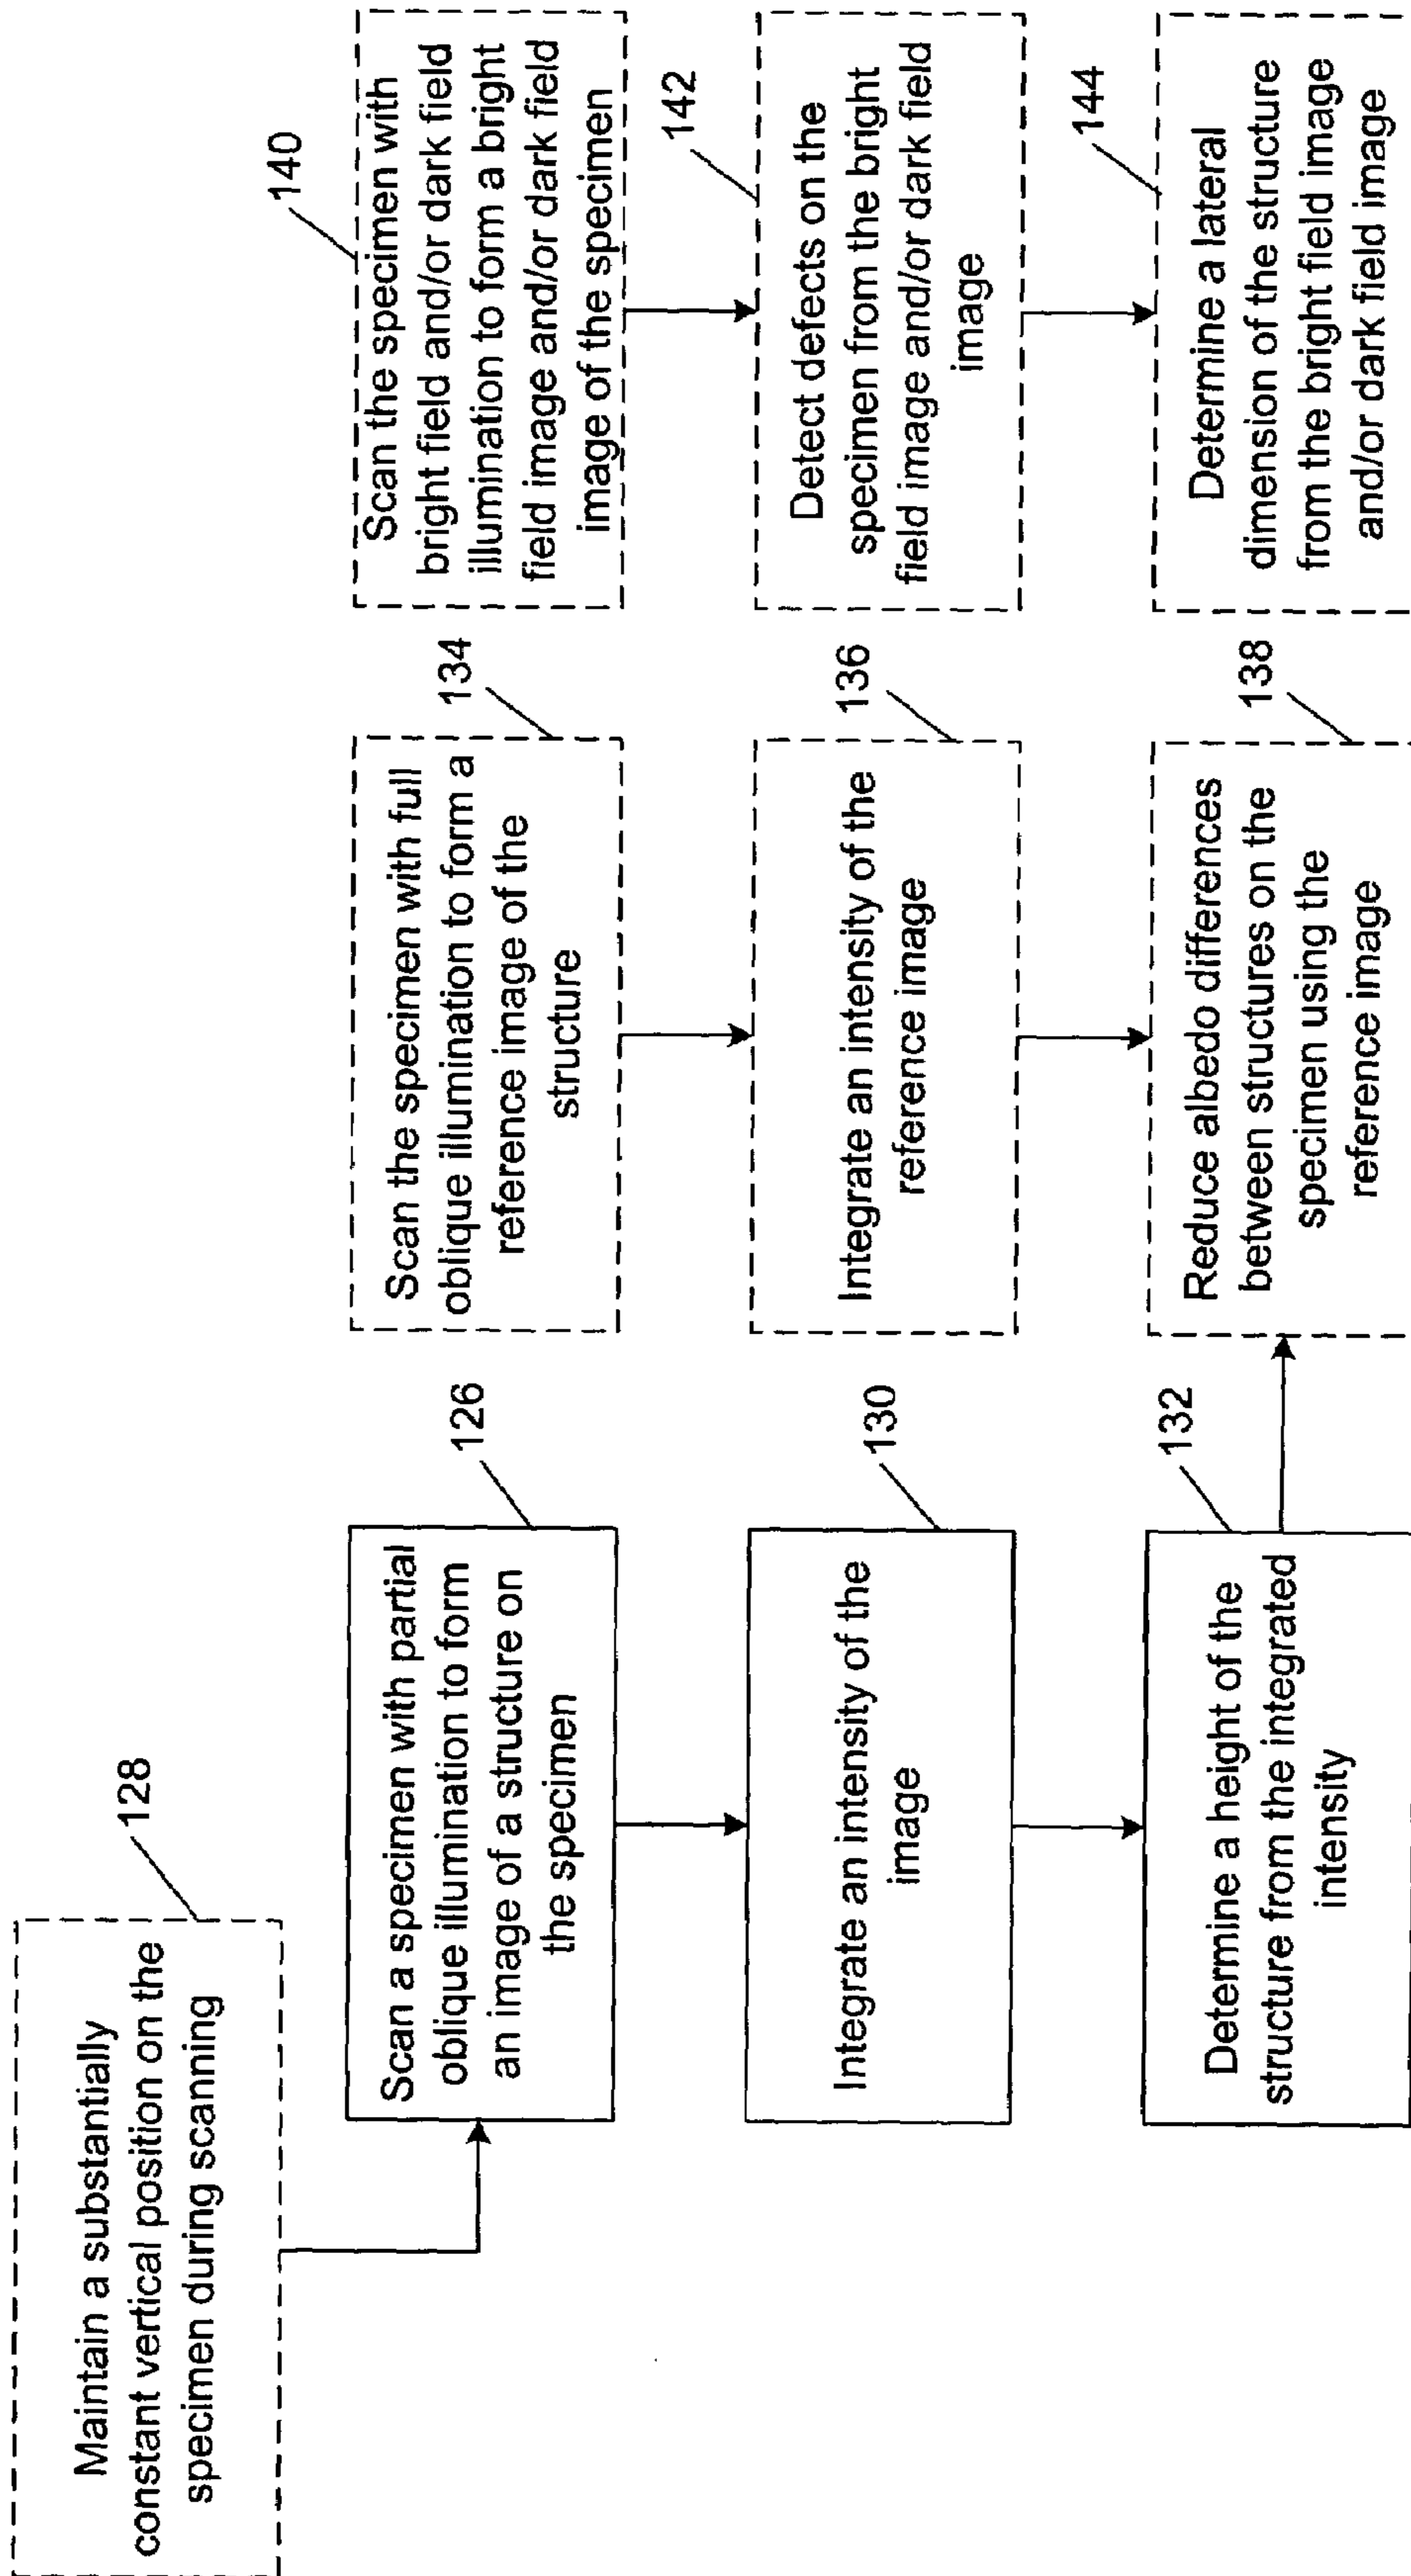 Maintain a substantially
constant vertical position on the
specimen during scanning
128
Scan a specimen with partial
oblique illumination to form
an image of a structure on
the specimen
126
Integrate an intensity of the
image
130
Determine a height of the
structure from the integrated
intensity
132
Scan the specimen with full
oblique illumination to form a
reference image of the
structure
134
Integrate an intensity of the
reference image
136
Reduce albedo differences
between structures on the
specimen using the
reference image
138
Scan the specimen with
bright field and/or dark field
illumination to form a bright
field image and/or dark field
image of the specimen
140
Detect defects on the
specimen from the bright
field image and/or dark field
image
142
Determine a lateral
dimension of the structure
from the bright field image
and/or dark field image
144